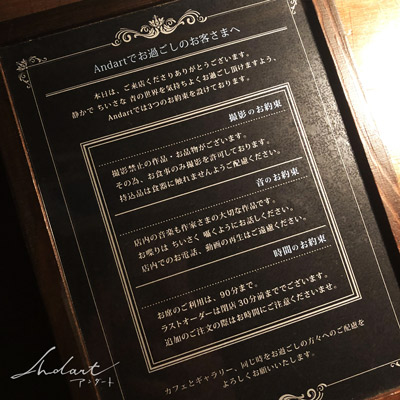 Andartでお過ごしのお客さまへ
本日は、ご来店くださりありがとうございます。
静かで ちいさな 音の世界を気持ちよくお過ごし頂けますよう、
Andartでは3つのお約束を設けております。
撮影のお約束
撮影禁止の作品・お品物がございます。
その為、お食事のみ撮影を許可しております。
持込品は食器に触れませんようご配慮ください。
音のお約束
店内の音楽も作家さまの大切な作品です。
お喋りは ちいさく 囁くようにお話しください。
店内でのお電話、動画の再生はご遠慮ください。
時間のお約束
お席のご利用は、90分まで。
ラストオーダーは閉店30分前まででございます。
追加のご注文の際はお時間にご注意くださいませ。
カフェとギャラリー、同じ時をお過ごしの方々へのご配慮を
よろしくお願いいたします。
Andart
アンダート